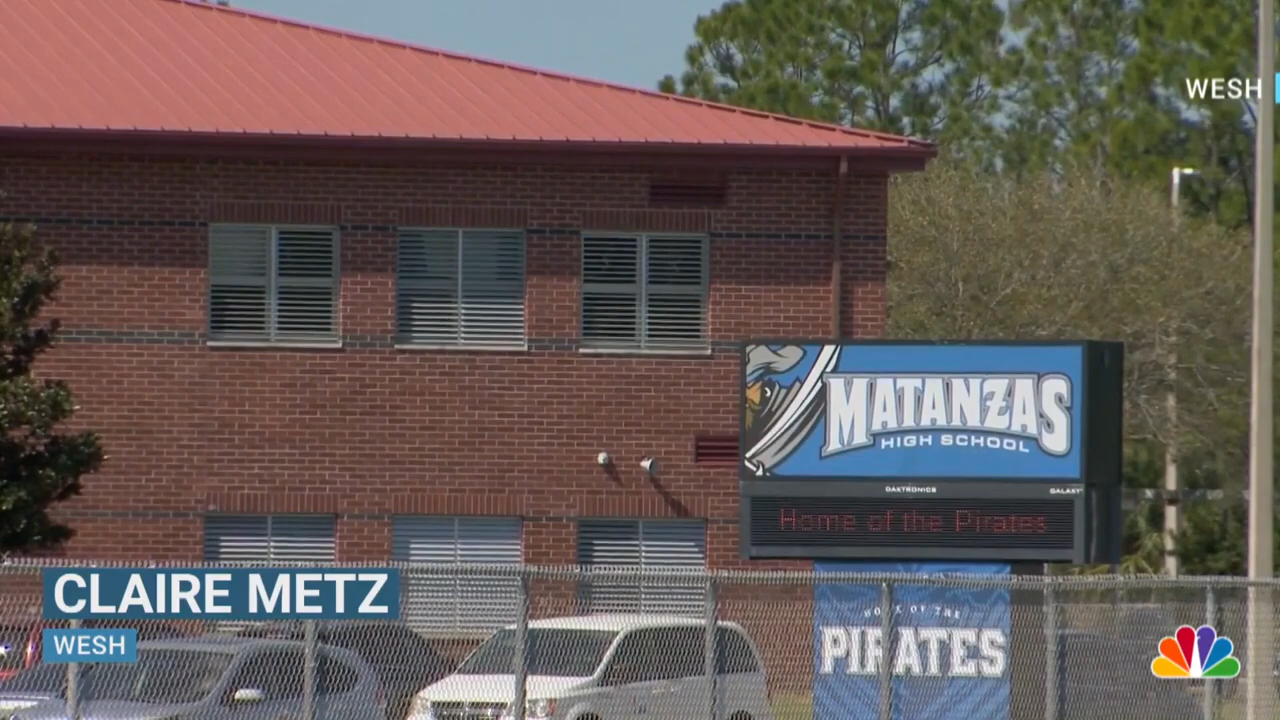 WESH
MATANZAS
HIGH SCHOOL
DAKTRONICS
GALAXY
Home of the Pirates
HOME OF THE
PIRATES
CLAIRE METZ
WESH